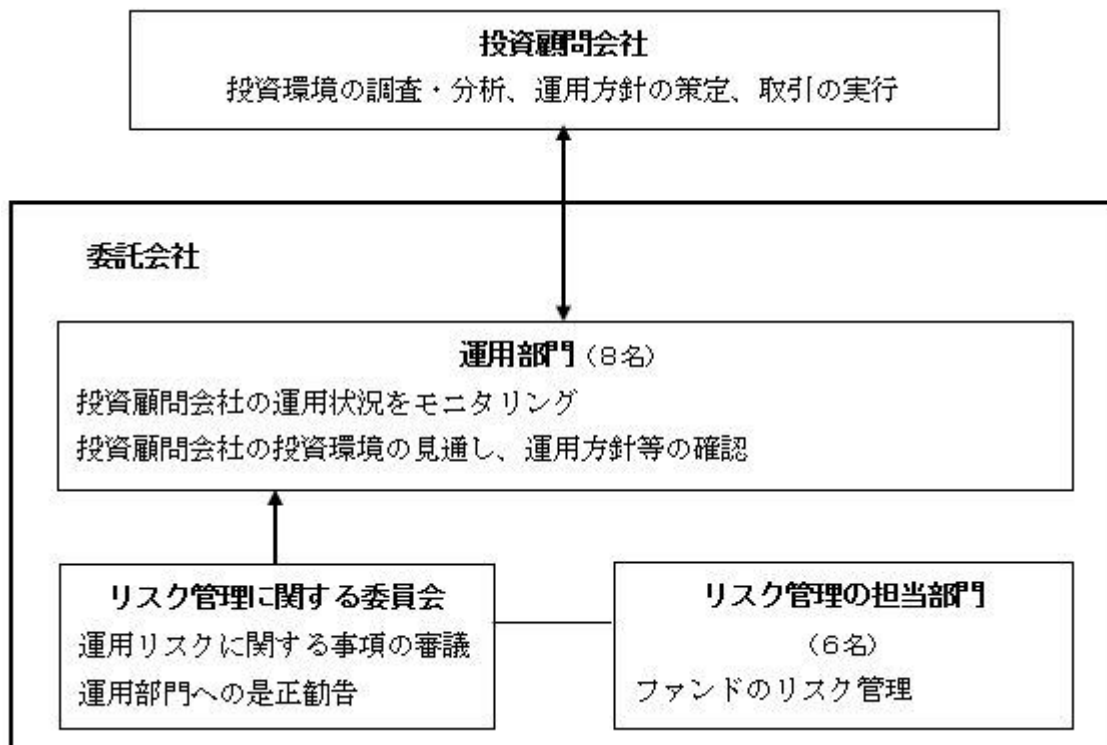 投資顧問会社
投資環境の調査・分析、運用方針の策定、取引の実行
委託会社
運用部門（８名）
投資顧問会社の運用状況をモニタリング
投資顧問会社の投資環境の見通し、運用方針等の確認
リスク管理に関する委員会
運用リスクに関する事項の審議
運用部門への是正勧告
リスク管理の担当部門
（６名）
ファンドのリスク管理